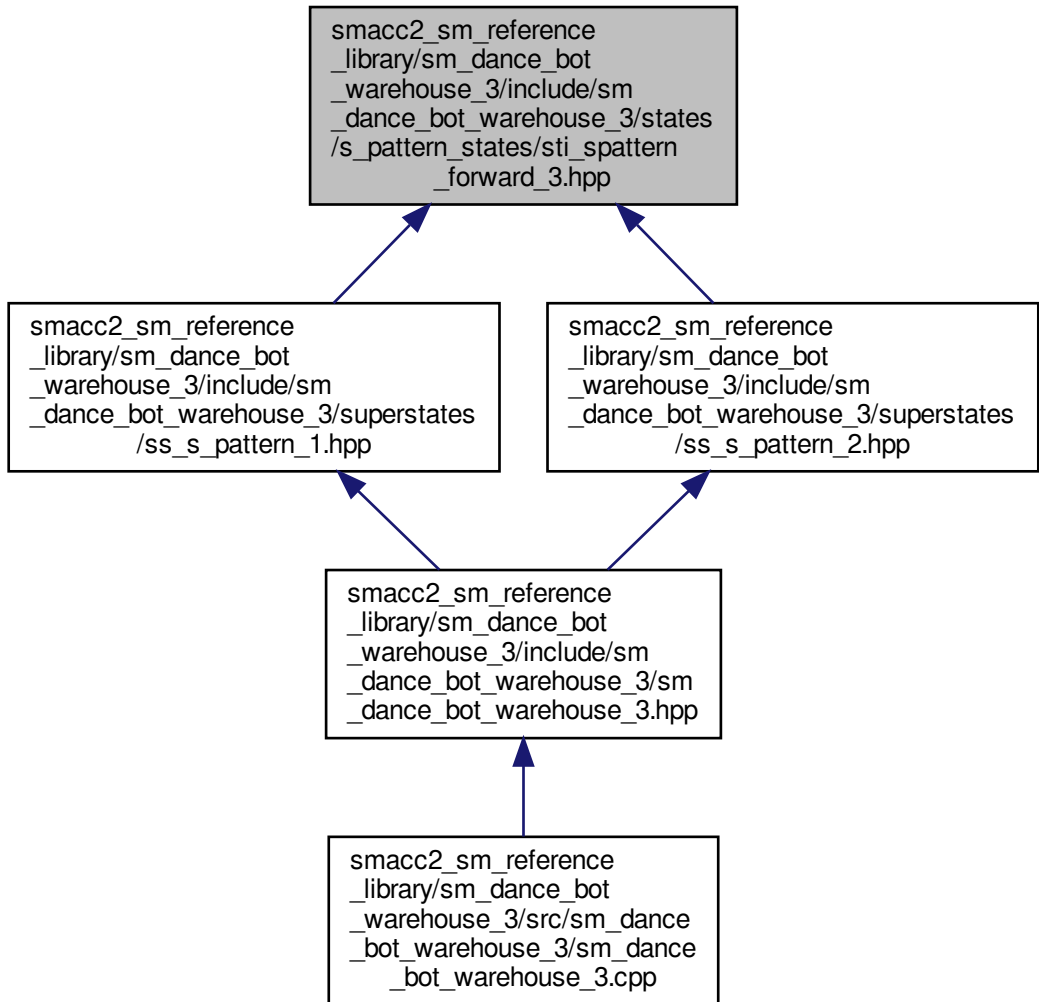 smacc2_sm_reference
_library/sm_dance_bot
_warehouse_3/include/sm
_dance_bot_warehouse_3/states
/s_pattern_states/sti_spattern
_forward_3.hpp
smacc2_sm_reference
_library/sm_dance_bot
_warehouse_3/include/sm
_dance_bot_warehouse_3/superstates
/ss_s_pattern_1.hpp
smacc2_sm_reference
_library/sm_dance_bot
_warehouse_3/include/sm
_dance_bot_warehouse_3/superstates
/ss_s_pattern_2.hpp
smacc2_sm_reference
_library/sm_dance_bot
_warehouse_3/include/sm
_dance_bot_warehouse_3/sm
_dance_bot_warehouse_3.hpp
smacc2_sm_reference
_library/sm_dance_bot
_warehouse_3/src/sm_dance
_bot_warehouse_3/sm_dance
_bot_warehouse_3.cpp